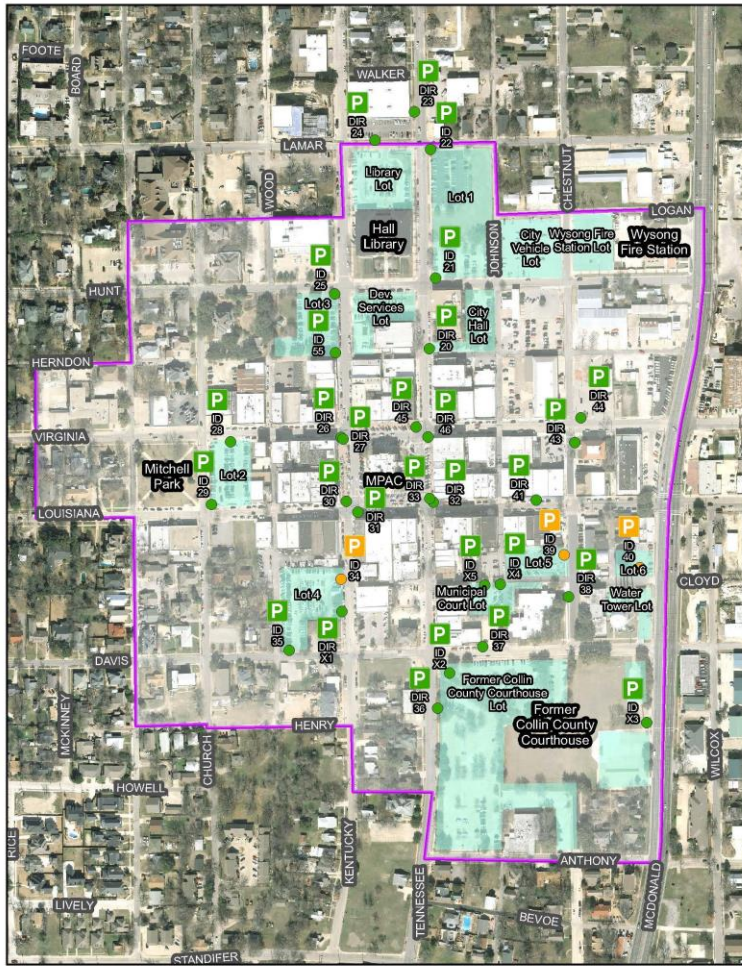 FOOTE
BOARD
WALKER
P
DIR
23
P
DIR
24
P
ID
22
LAMAR
WOOD
Library
Lot
Lot 1
CHESTNUT
LOGAN
Hall
Library
JOHNSON
City
Vehicle
Lot
Wysong Fire
Station Lot
Wysong
Fire Station
P
ID
21
P
ID
25
HUNT
Lot 3
Dev.
Services
Lot
City
Hall
Lot
P
ID
55
P
DIR
20
HERNDON
P
DIR
44
P
ID
28
P
DIR
26
P
DIR
27
P
DIR
45
P
DIR
46
P
DIR
43
VIRGINIA
Mitchell
Park
P
ID
29
Lot 2
MPAC
P
DIR
30
P
DIR
31
P
DIR
33
P
DIR
32
P
DIR
41
LOUISIANA
P
ID
34
P
ID
39
P
ID
40
P
ID
X5
P
ID
X4
Lot 5
Lot 6
P
DIR
38
CLOYD
Lot 4
Municipal
Court Lot
Water
Tower Lot
P
ID
35
P
DIR
X1
P
DIR
37
DAVIS
P
ID
X2
P
DIR
36
Former Collin
County Courthouse
Lot
Former
Collin County
Courthouse
P
ID
X3
MCKINNEY
CHURCH
HENRY
WILCOX
HOWELL
RICE
KENTUCKY
TENNESSEE
ANTHONY
MCDONALD
LIVELY
BEVOE
STANDIFER